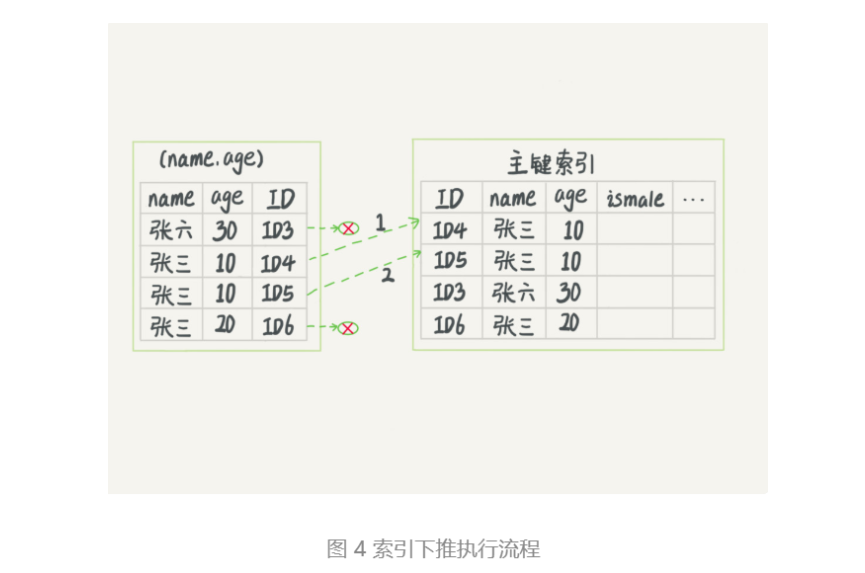 (name.age)
name age ID
张六 30 ID3
张三 10 ID4
张三 10 ID5
张三 20 ID6
1
2
主键索引
ID name age ismale ...
ID4 张三 10
ID5 张三 10
ID3 张六 30
ID6 张三 20
图 4 索引下推执行流程